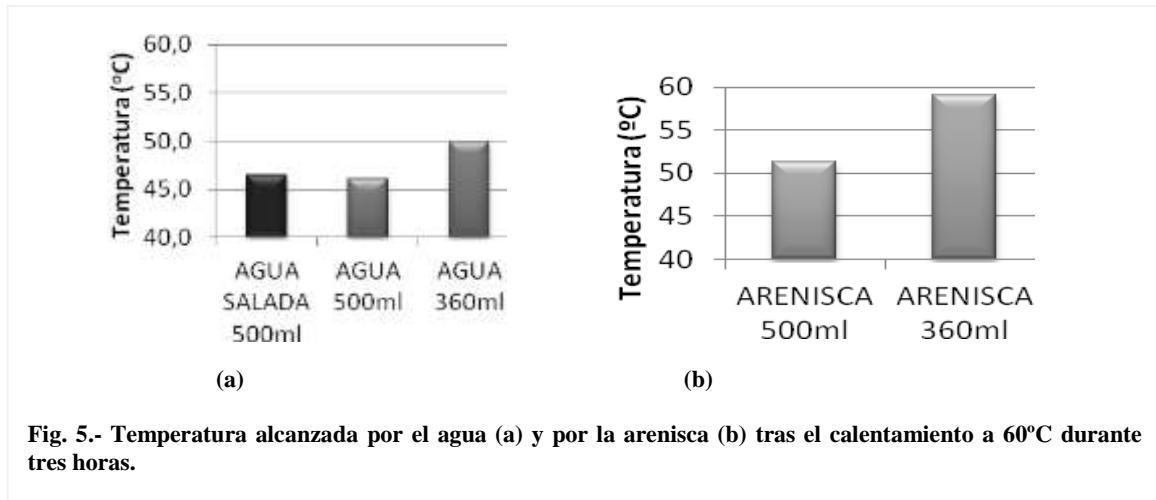 60,0
55,0
50,0
45,0
40,0
Temperatura (ºC)
AGUA SALADA 500ml
AGUA 500ml
AGUA 360ml
(a)
60
55
50
45
40
Temperatura (ºC)
ARENISCA 500ml
ARENISCA 360ml
(b)
Fig. 5.- Temperatura alcanzada por el agua (a) y por la arenisca (b) tras el calentamiento a 60ºC durante
tres horas.